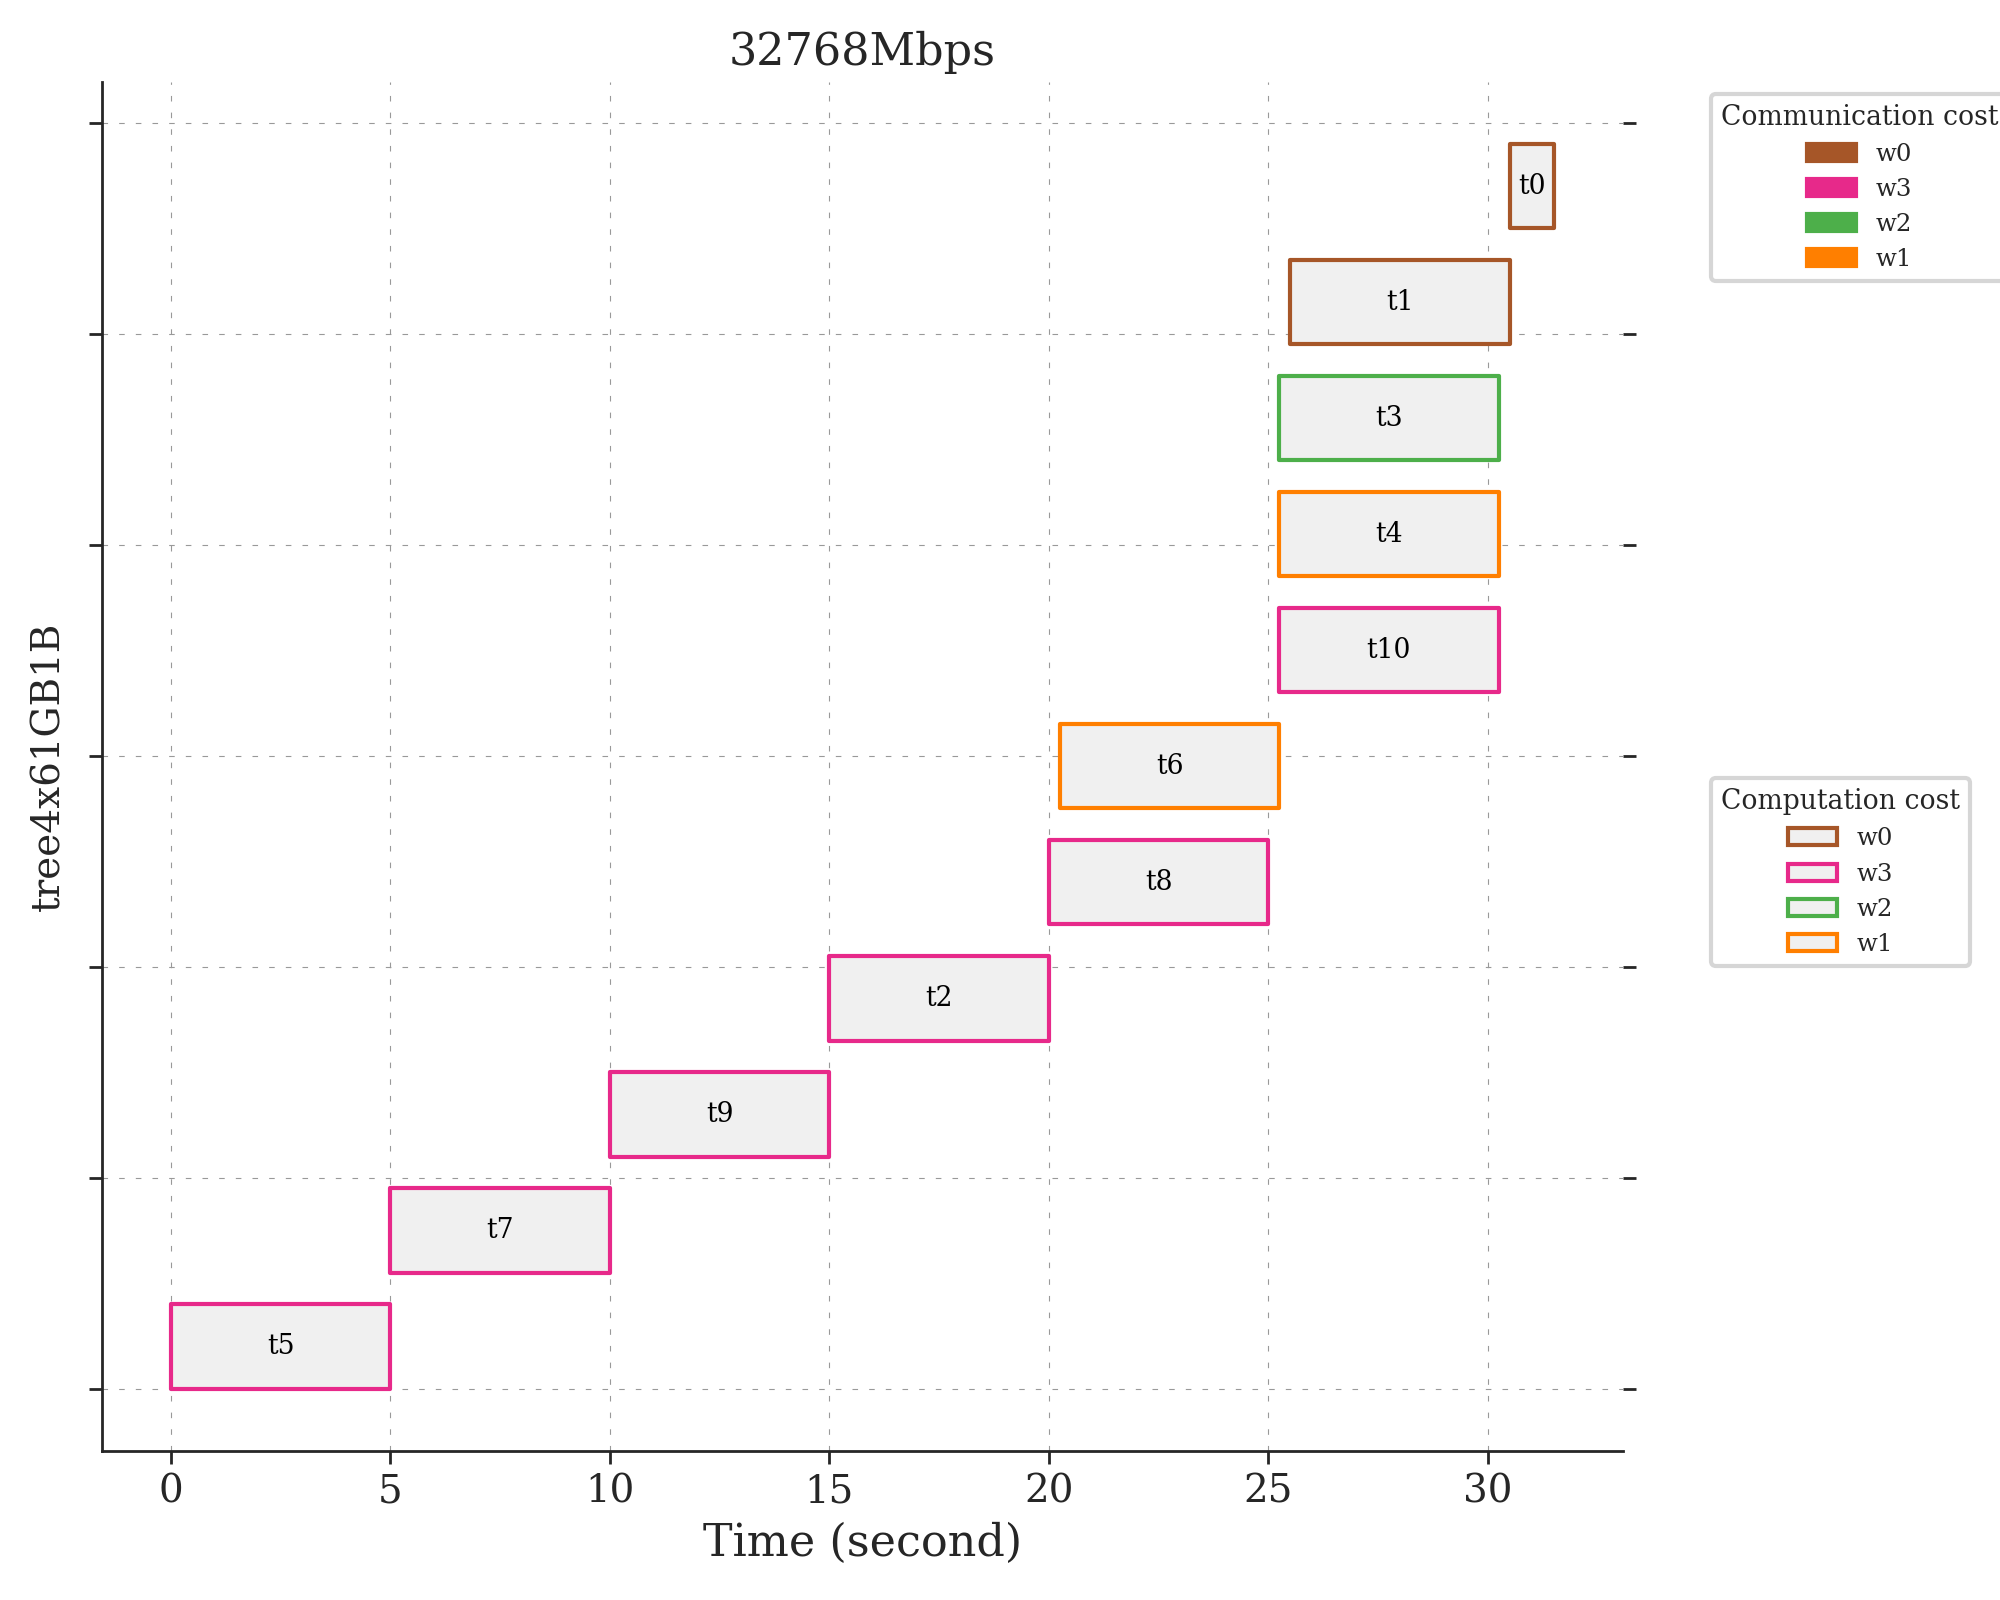 32768Mbps
tree4x61GB1B
t0
t1
t3
t4
t10
t6
t8
t2
t9
t7
t5
0 5 10 15 20 25 30
Time (second)
Communication cost
w0
w3
w2
w1
Computation cost
w0
w3
w2
w1